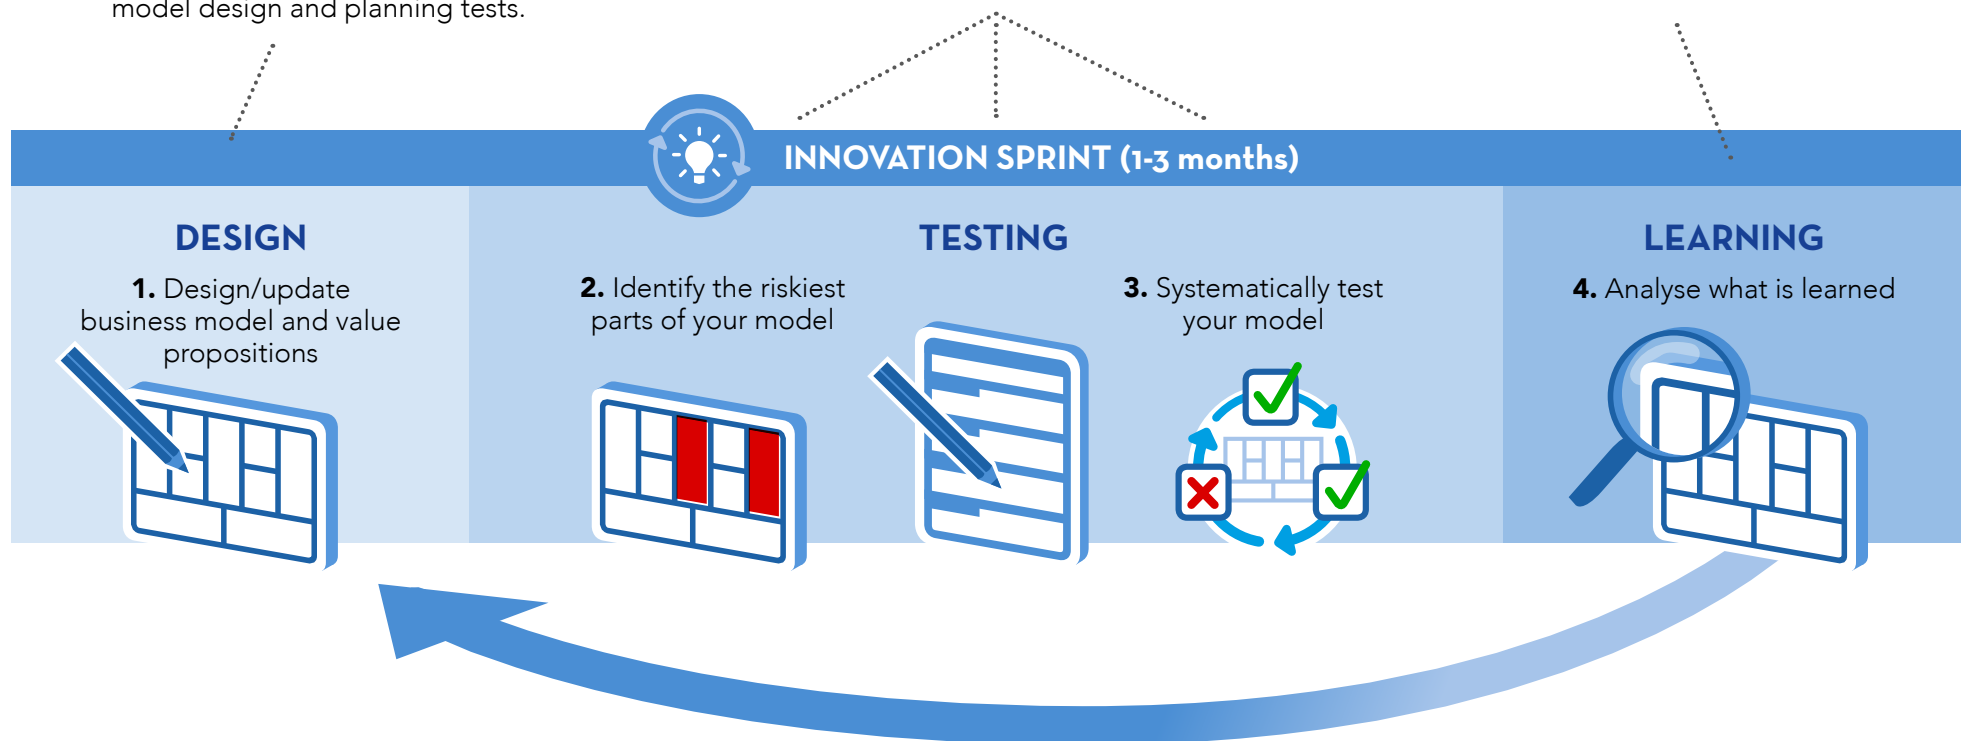 model design and planning tests.
INNOVATION SPRINT (1-3 months)
DESIGN
1. Design/update
business model and value
propositions
TESTING
2. Identify the riskiest
parts of your model
3. Systematically test
your model
LEARNING
4. Analyse what is learned